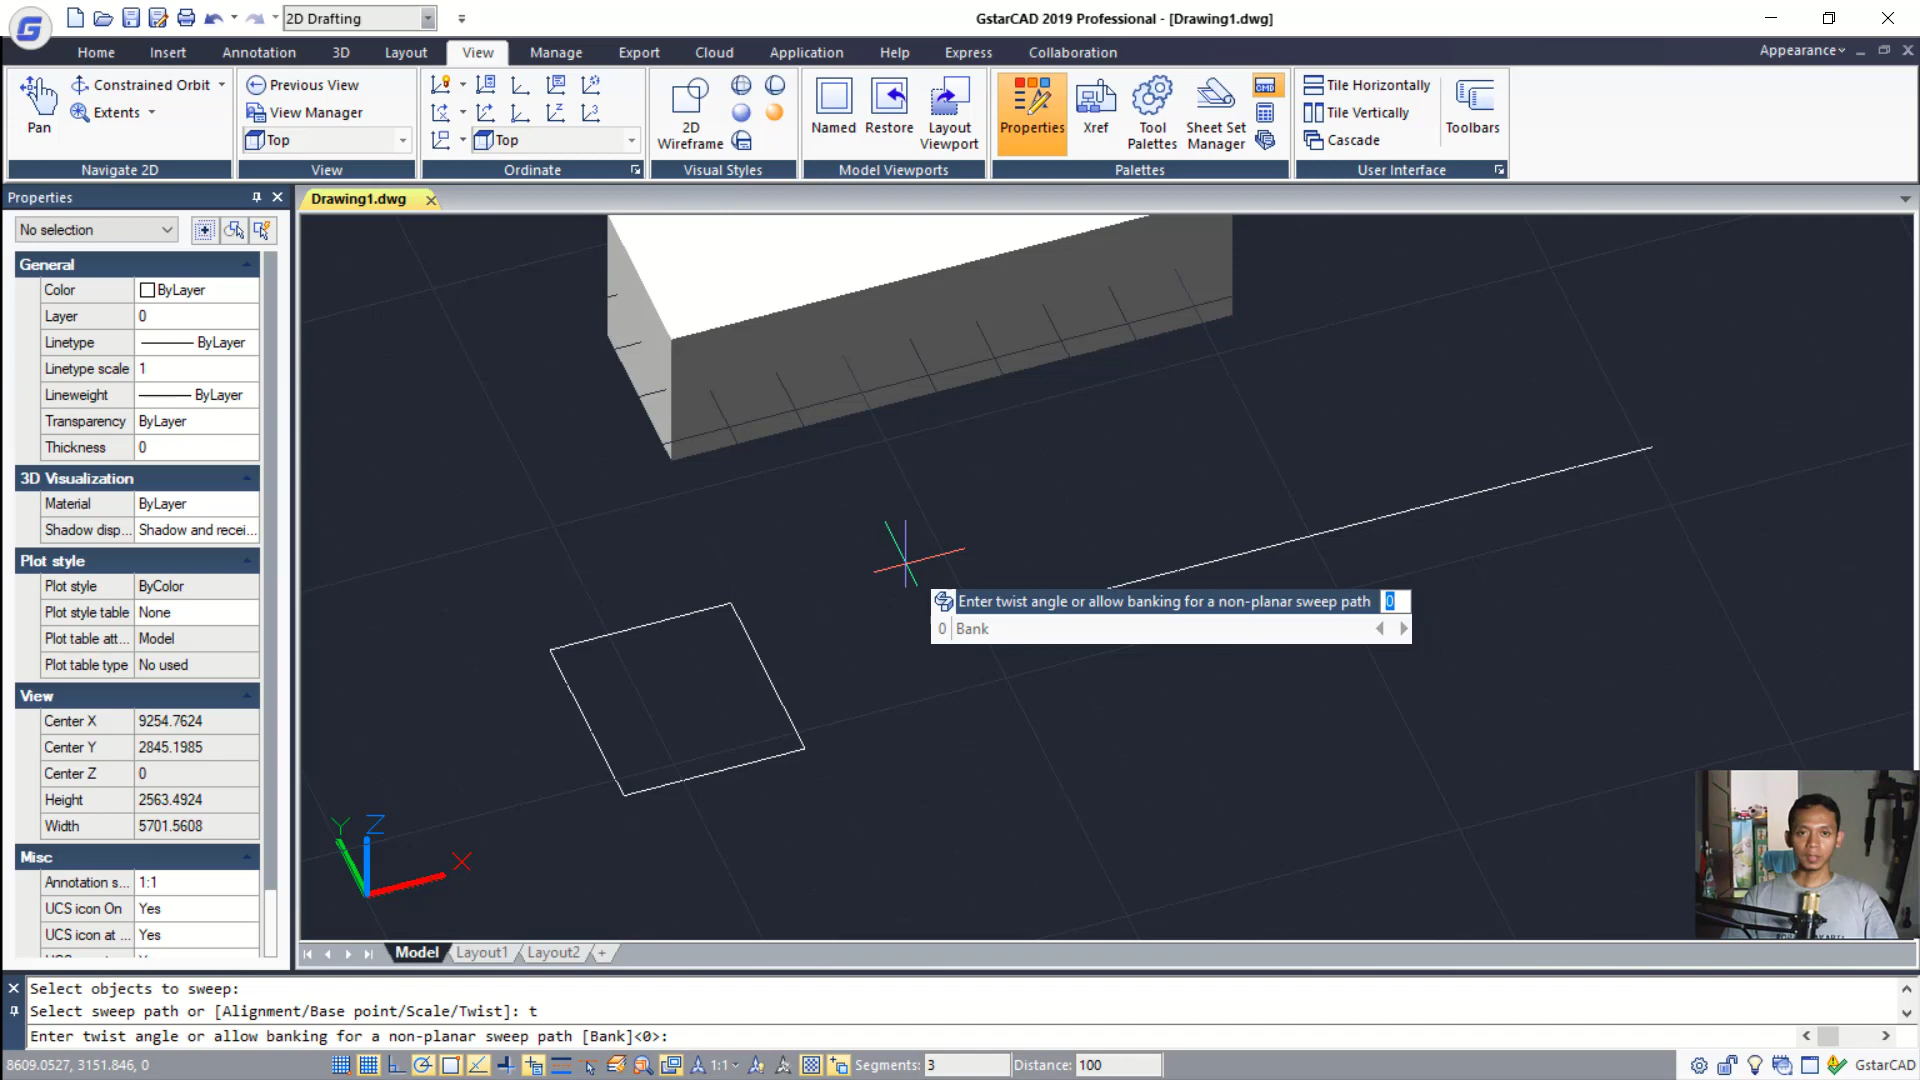 2D Drafting
GstarCAD 2019 Professional - [Drawing1.dwg]
Home Insert Annotation 3D Layout View Manage Export Cloud Application Help Express Collaboration
Appearance
Pan
Constrained Orbit
Extents
Navigate 2D
Previous View
View Manager
Top
View
Top
Ordinate
2D
Wireframe
Visual Styles
Named
Restore
Layout
Viewport
Model Viewports
Properties
Xref
Tool
Palettes
Sheet Set
Manager
Palettes
Tile Horizontally
Tile Vertically
Cascade
Toolbars
User Interface
Properties
Drawing1.dwg
No selection
General
Color ByLayer
Layer 0
Linetype ByLayer
Linetype scale 1
Lineweight ByLayer
Transparency ByLayer
Thickness 0
3D Visualization
Material ByLayer
Shadow disp... Shadow and recei...
Plot style
Plot style ByColor
Plot style table None
Plot table att... Model
Plot table type No used
View
Center X 9254.7624
Center Y 2845.1985
Center Z 0
Height 2563.4924
Width 5701.5608
Misc
Annotation s... 1:1
UCS icon On Yes
UCS icon at ... Yes
Enter twist angle or allow banking for a non-planar sweep path 0
0 Bank
Y Z
X
Model Layout1 Layout2 +
Select objects to sweep:
Select sweep path or [Alignment/Base point/Scale/Twist]: t
Enter twist angle or allow banking for a non-planar sweep path [Bank]<0>:
8609.0527, 3151.846, 0
1:1
Segments: 3
Distance: 100
GstarCAD